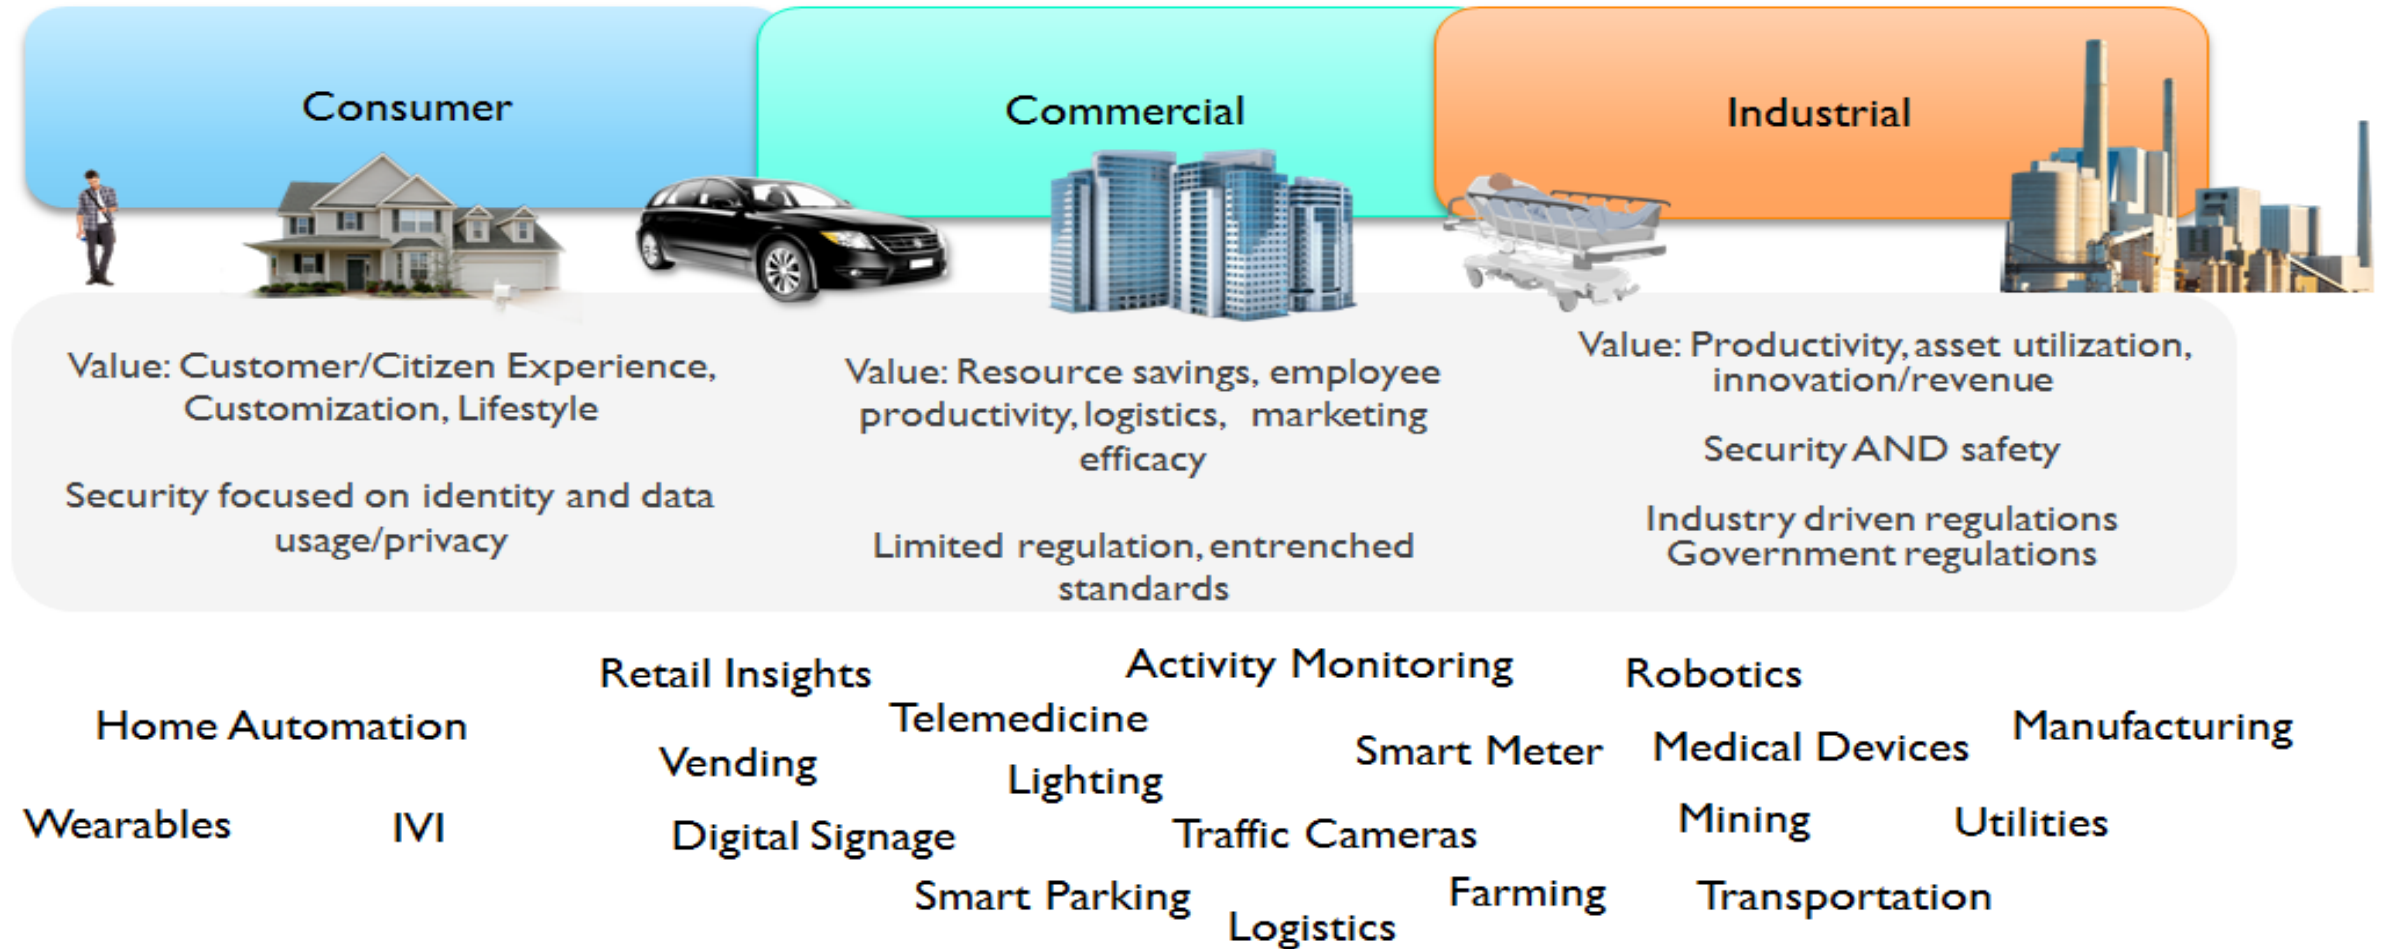 Consumer
Commercial
Industrial
Value: Customer/Citizen Experience,
Customization, Lifestyle
Security focused on identity and data
usage/privacy
Value: Resource savings, employee
productivity, logistics, marketing
efficacy
Limited regulation, entrenched
standards
Value: Productivity, asset utilization,
innovation/revenue
Security AND safety
Industry driven regulations
Government regulations
Home Automation
Wearables
IVI
Retail Insights
Activity Monitoring
Telemedicine
Vending
Lighting
Smart Meter
Digital Signage
Traffic Cameras
Smart Parking
Logistics
Farming
Robotics
Medical Devices
Manufacturing
Mining
Utilities
Transportation